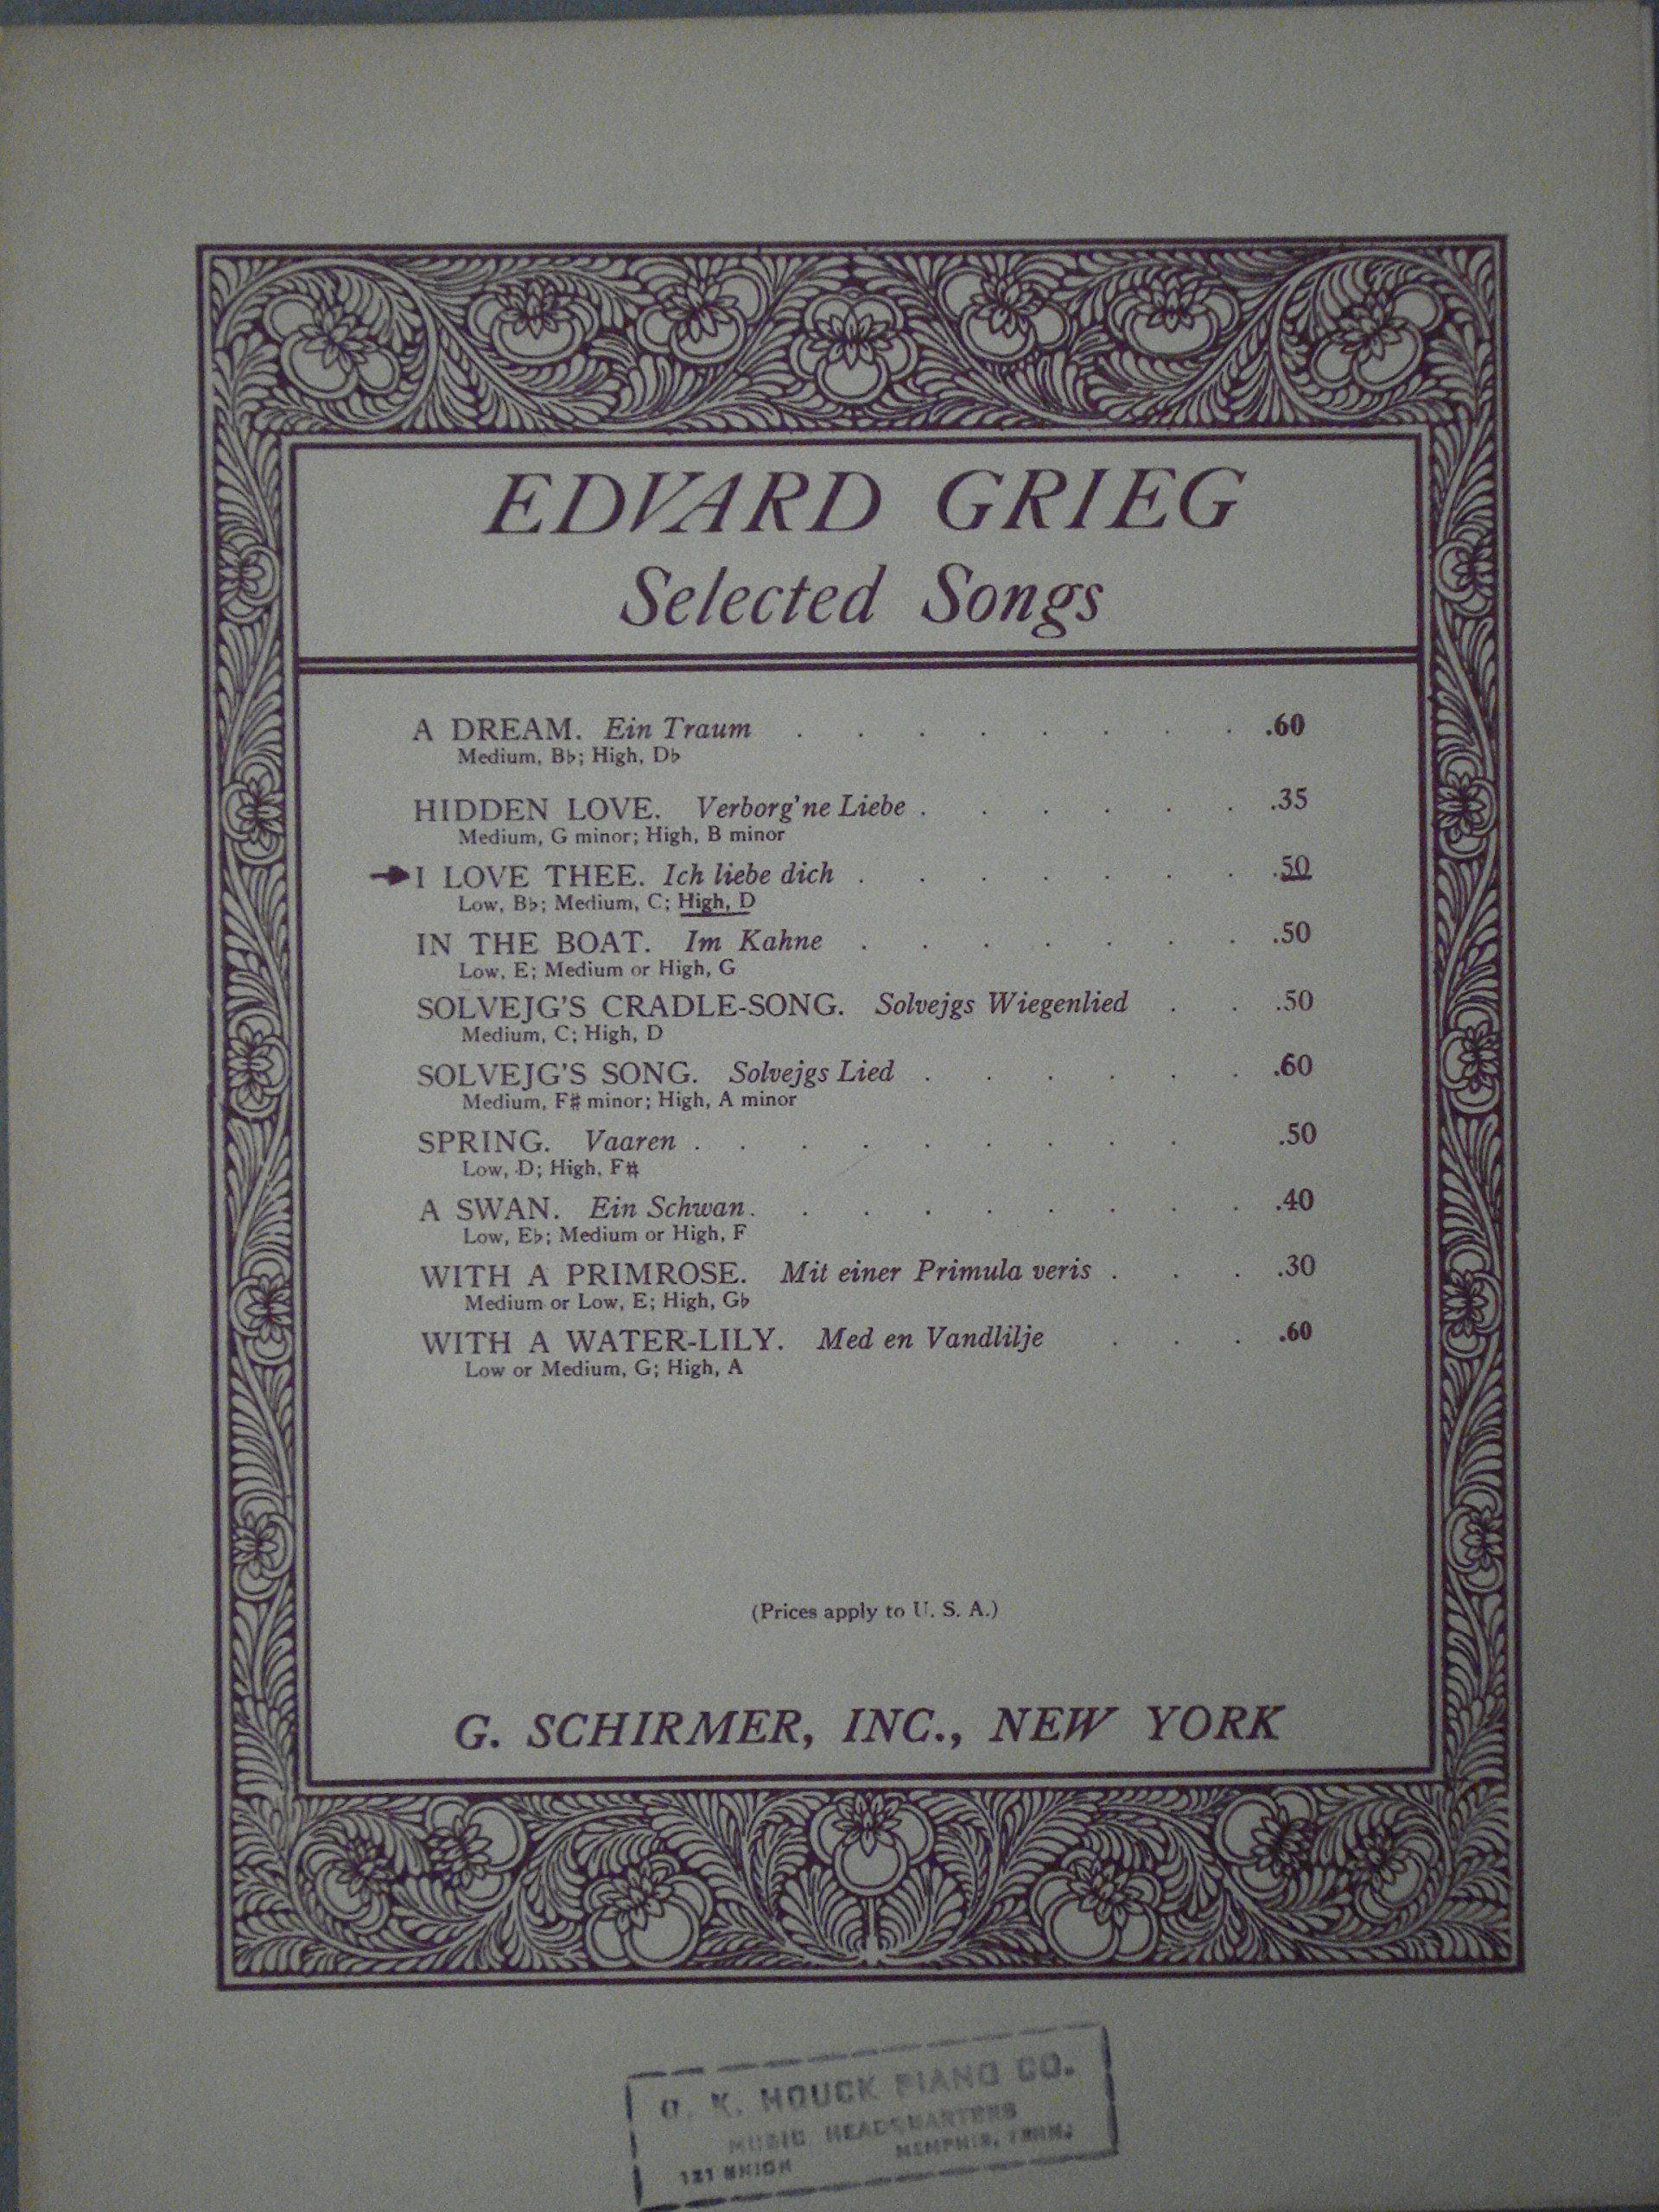 EDVARD GRIEG
Selected Songs
A DREAM. Ein Traum . . . . . . . . .60
Medium, B♭; High, D♭
HIDDEN LOVE. Verborg'ne Liebe . . . . . . .35
Medium, G minor; High, B minor
I LOVE THEE. Ich liebe dich . . . . . . . .50
Low, B♭; Medium, C; High, D
IN THE BOAT. Im Kahne . . . . . . . .50
Low, E; Medium or High, G
SOLVEJG'S CRADLE-SONG. Solvejgs Wiegenlied . . .50
Medium, C; High, D
SOLVEJG'S SONG. Solvejgs Lied . . . . . . .60
Medium, F♯ minor; High, A minor
SPRING. Vaaren . . . . . . . . . .50
Low, D; High, F♯
A SWAN. Ein Schwan . . . . . . . . . .40
Low, E♭; Medium or High, F
WITH A PRIMROSE. Mit einer Primula veris . . . .30
Medium or Low, E; High, G♭
WITH A WATER-LILY. Med en Vandlilje . . . .60
Low or Medium, G; High, A
(Prices apply to U. S. A.)
G. SCHIRMER, INC., NEW YORK
O. K. HOUCK PIANO CO.
MUSIC HEADQUARTERS
121 UNION MEMPHIS, TENN.